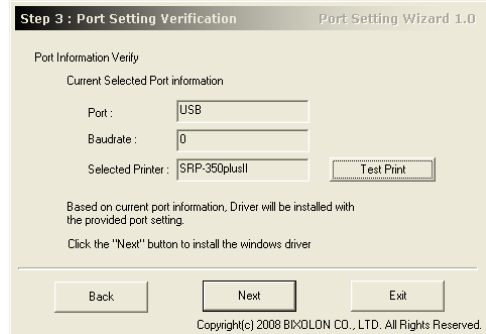 Step 3 : Port Setting Verification Port Setting Wizard 1.0
Port Information Verify
Current Selected Port information
Port : USB
Baudrate : 0
Selected Printer : SRP-350plusII Test Print
Based on current port information, Driver will be installed with
the provided port setting.
Click the "Next" button to install the windows driver
Back Next Exit
Copyright(c) 2008 BIXOLON CO., LTD. All Rights Reserved.